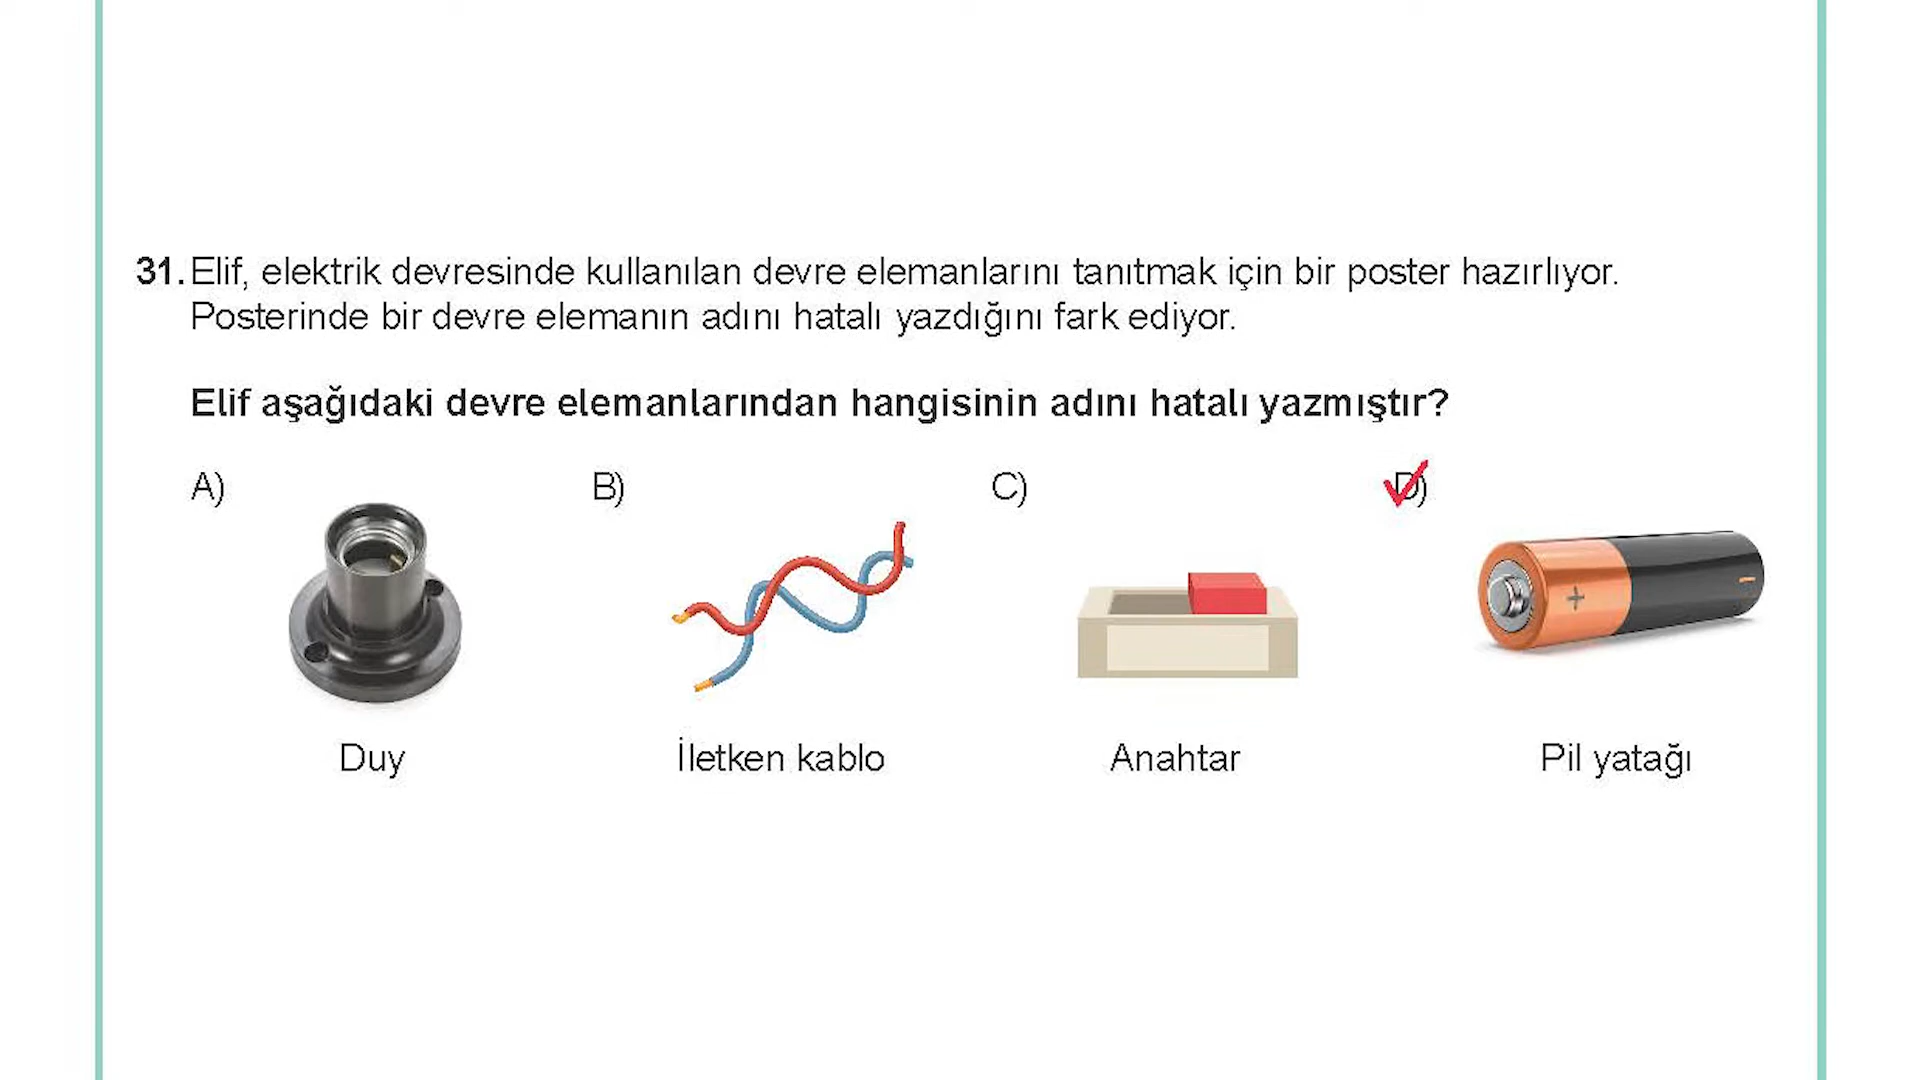 31. Elif, elektrik devresinde kullanılan devre elemanlarını tanıtmak için bir poster hazırlıyor.
Posterinde bir devre elemanın adını hatalı yazdığını fark ediyor.
Elif aşağıdaki devre elemanlarından hangisinin adını hatalı yazmıştır?
A) B) C) D)
+ -
Duy İletken kablo Anahtar Pil yatağı